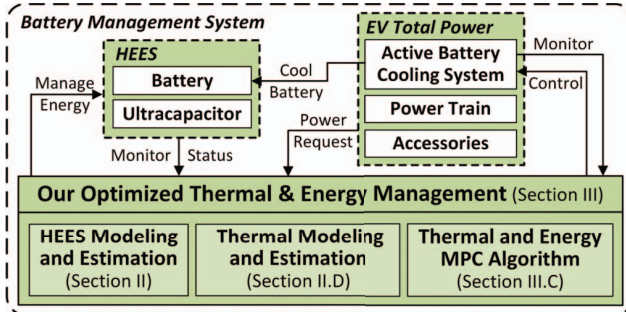 Battery Management System
HEES
Battery
Ultracapacitor
EV Total Power
Active Battery
Cooling System
Power Train
Accessories
Manage
Energy
Cool
Battery
Monitor
Control
Power
Request
Monitor Status
Our Optimized Thermal & Energy Management (Section III)
HEES Modeling
and Estimation
(Section II)
Thermal Modeling
and Estimation
(Section II.D)
Thermal and Energy
MPC Algorithm
(Section III.C)